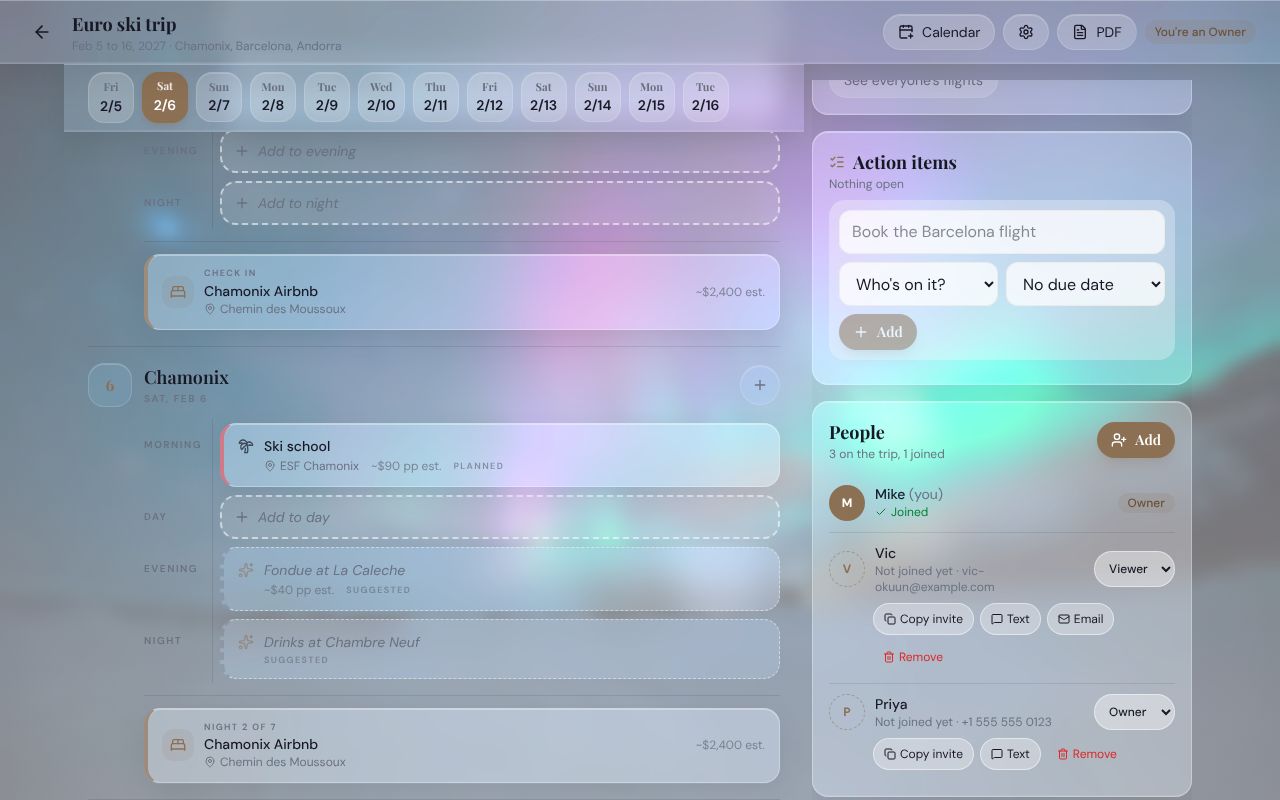 Euro ski trip
Feb 5 to 16, 2027 · Chamonix, Barcelona, Andorra
Calendar
PDF
You're an Owner
Fri 2/5
Sat 2/6
Sun 2/7
Mon 2/8
Tue 2/9
Wed 2/10
Thu 2/11
Fri 2/12
Sat 2/13
Sun 2/14
Mon 2/15
Tue 2/16
EVENING
+ Add to evening
NIGHT
+ Add to night
CHECK IN
Chamonix Airbnb
~$2,400 est.
Chemin des Moussoux
6
Chamonix
SAT, FEB 6
+
MORNING
Ski school
ESF Chamonix ~$90 pp est. PLANNED
DAY
+ Add to day
EVENING
Fondue at La Caleche
~$40 pp est. SUGGESTED
NIGHT
Drinks at Chambre Neuf
SUGGESTED
NIGHT 2 OF 7
Chamonix Airbnb
~$2,400 est.
Chemin des Moussoux
See everyone's flights
Action items
Nothing open
Book the Barcelona flight
Who's on it?
No due date
+ Add
People
3 on the trip, 1 joined
Add
M
Mike (you)
Joined
Owner
V
Vic
Not joined yet · vic-
okuun@example.com
Viewer
Copy invite
Text
Email
Remove
P
Priya
Not joined yet · +1 555 555 0123
Owner
Copy invite
Text
Remove